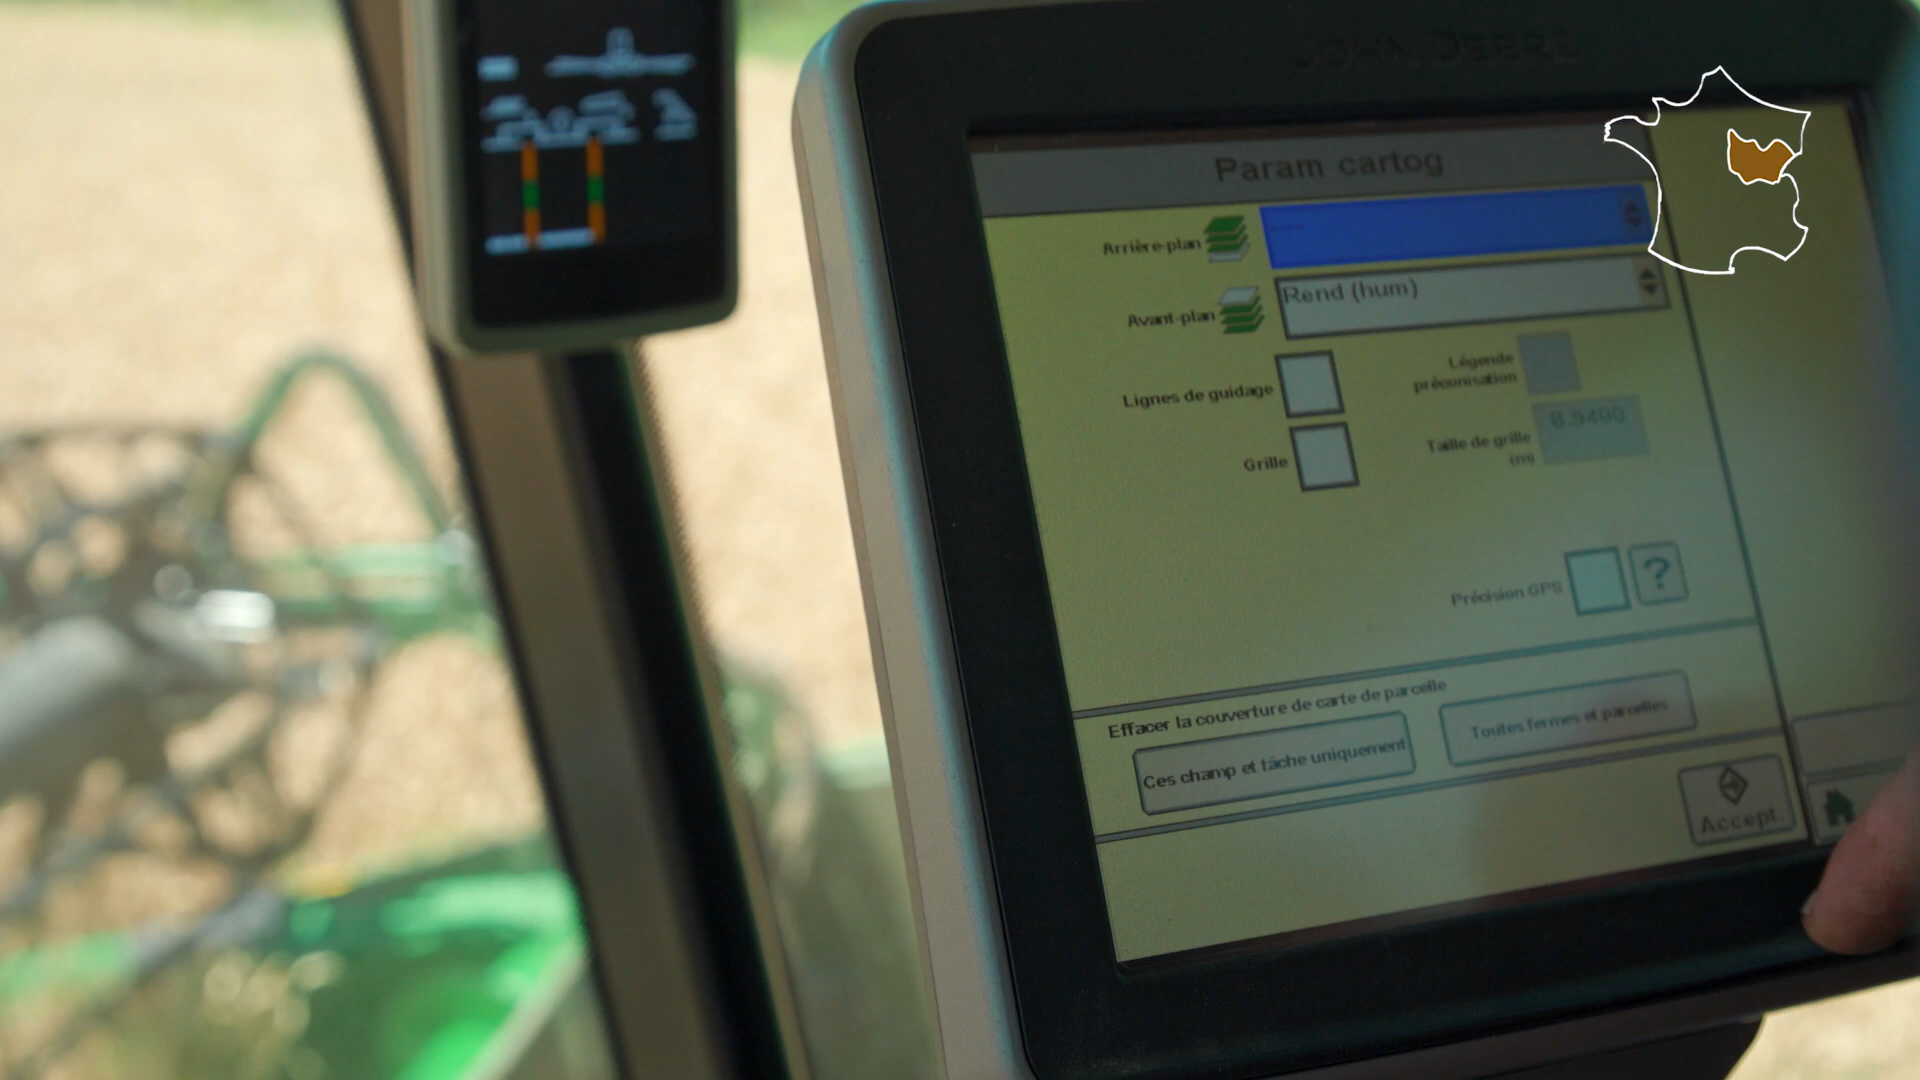 JOHN DEERE
Param cartog
Arrière-plan
----
Avant-plan
Rend (hum)
Lignes de guidage
Légende
préconisation
Grille
Taille de grille
(m)
8.9400
Précision GPS
?
Effacer la couverture de carte de parcelle
Ces champ et tâche uniquement
Toutes fermes et parcelles
Accept.